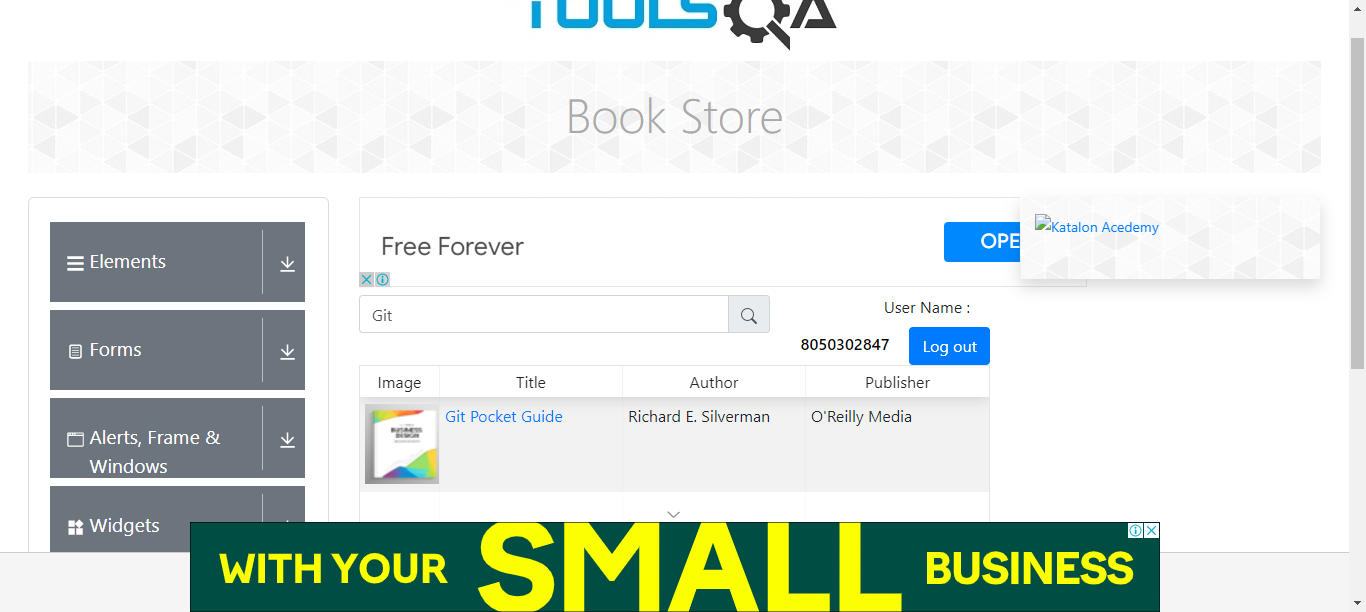 TOOLSQA
Book Store
Elements
Forms
Alerts, Frame &
Windows
Widgets
Free Forever
OPE
Katalon Acedemy
Git
User Name :
8050302847
Log out
Image Title Author Publisher
Git Pocket Guide Richard E. Silverman O'Reilly Media
BUSINESS
DESIGN
WITH YOUR SMALL BUSINESS